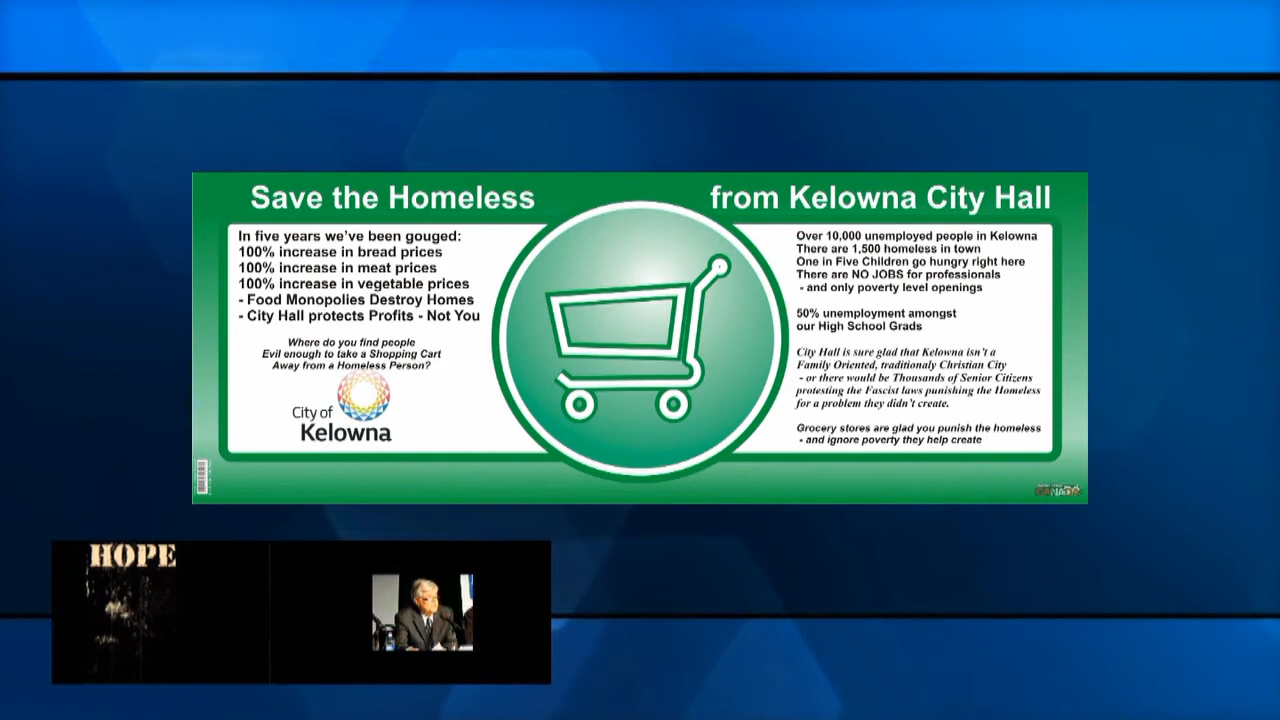 Save the Homeless from Kelowna City Hall
In five years we've been gouged:
100% increase in bread prices
100% increase in meat prices
100% increase in vegetable prices
- Food Monopolies Destroy Homes
- City Hall protects Profits - Not You
Where do you find people
Evil enough to take a Shopping Cart
Away from a Homeless Person?
City of
Kelowna
Over 10,000 unemployed people in Kelowna
There are 1,500 homeless in town
One in Five Children go hungry right here
There are NO JOBS for professionals
- and only poverty level openings
50% unemployment amongst
our High School Grads
City Hall is sure glad that Kelowna isn't a
Family Oriented, traditionaly Christian City
- or there would be Thousands of Senior Citizens
protesting the Fascist laws punishing the Homeless
for a problem they didn't create.
Grocery stores are glad you punish the homeless
- and ignore poverty they help create
CANADA
HOPE